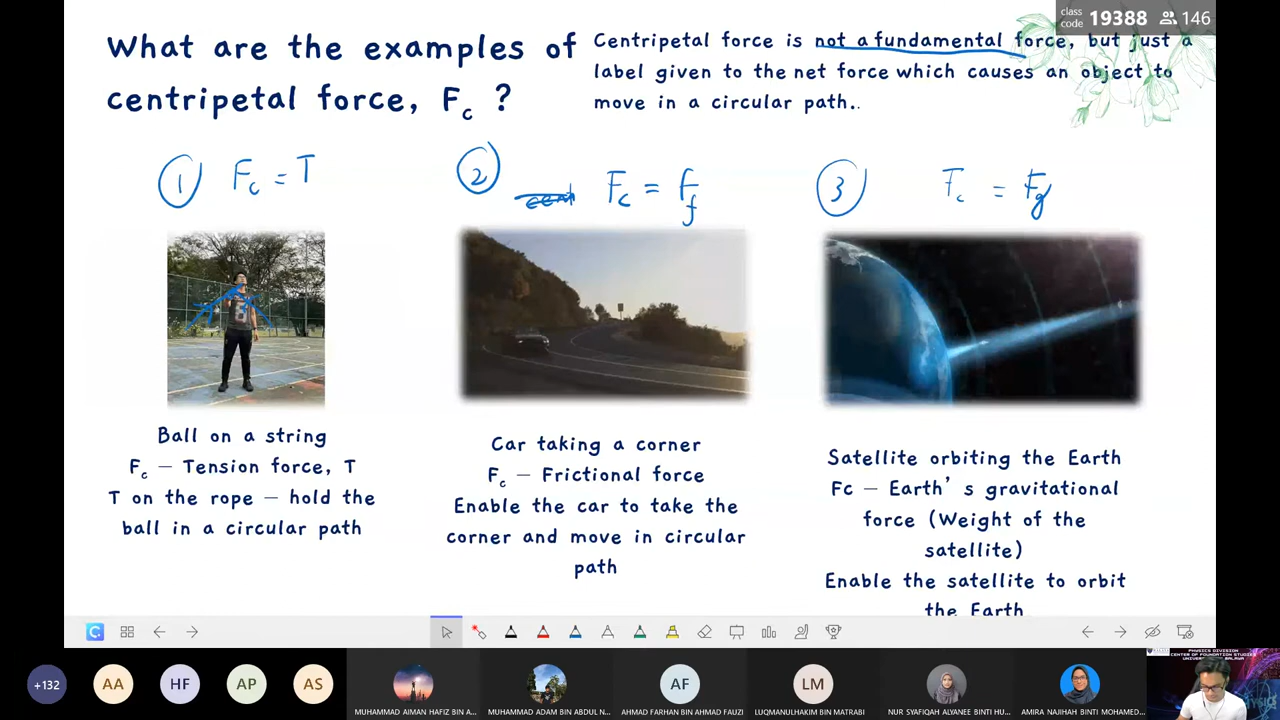 class code 19388 146
What are the examples of
centripetal force, Fc ?
Centripetal force is not a fundamental force, but just a
label given to the net force which causes an object to
move in a circular path..
1 Fc = T
2 Fc = Ff
3 Fc = Fg
Ball on a string
Fc – Tension force, T
T on the rope – hold the
ball in a circular path
Car taking a corner
Fc – Frictional force
Enable the car to take the
corner and move in circular
path
Satellite orbiting the Earth
Fc – Earth's gravitational
force (Weight of the
satellite)
Enable the satellite to orbit
the Earth
+132
AA
HF
AP
AS
MUHAMMAD AIMAN HAFIZ BIN A...
MUHAMMAD ADAM BIN ABDUL N...
AF
AHMAD FARHAN BIN AHMAD FAUZI
LM
LUQMANULHAKIM BIN MATRABI
NUR SYAFIQAH ALYANEE BINTI HU...
AMIRA NAJIHAH BINTI MOHAMED...
PHYSICS DIVISION
CENTER OF FOUNDATION STUDIES